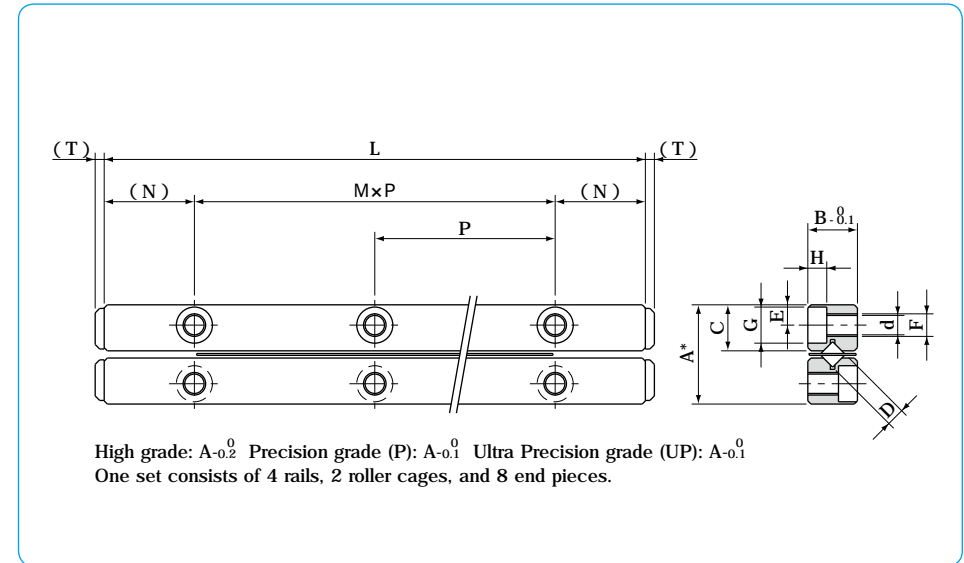 (T) L (T)
(N) M×P (N)
P
B-0.1 0
H
A* C G E d F
D
High grade: A-0.2 0 Precision grade (P): A-0.1 0 Ultra Precision grade (UP): A-0.1 0
One set consists of 4 rails, 2 roller cages, and 8 end pieces.